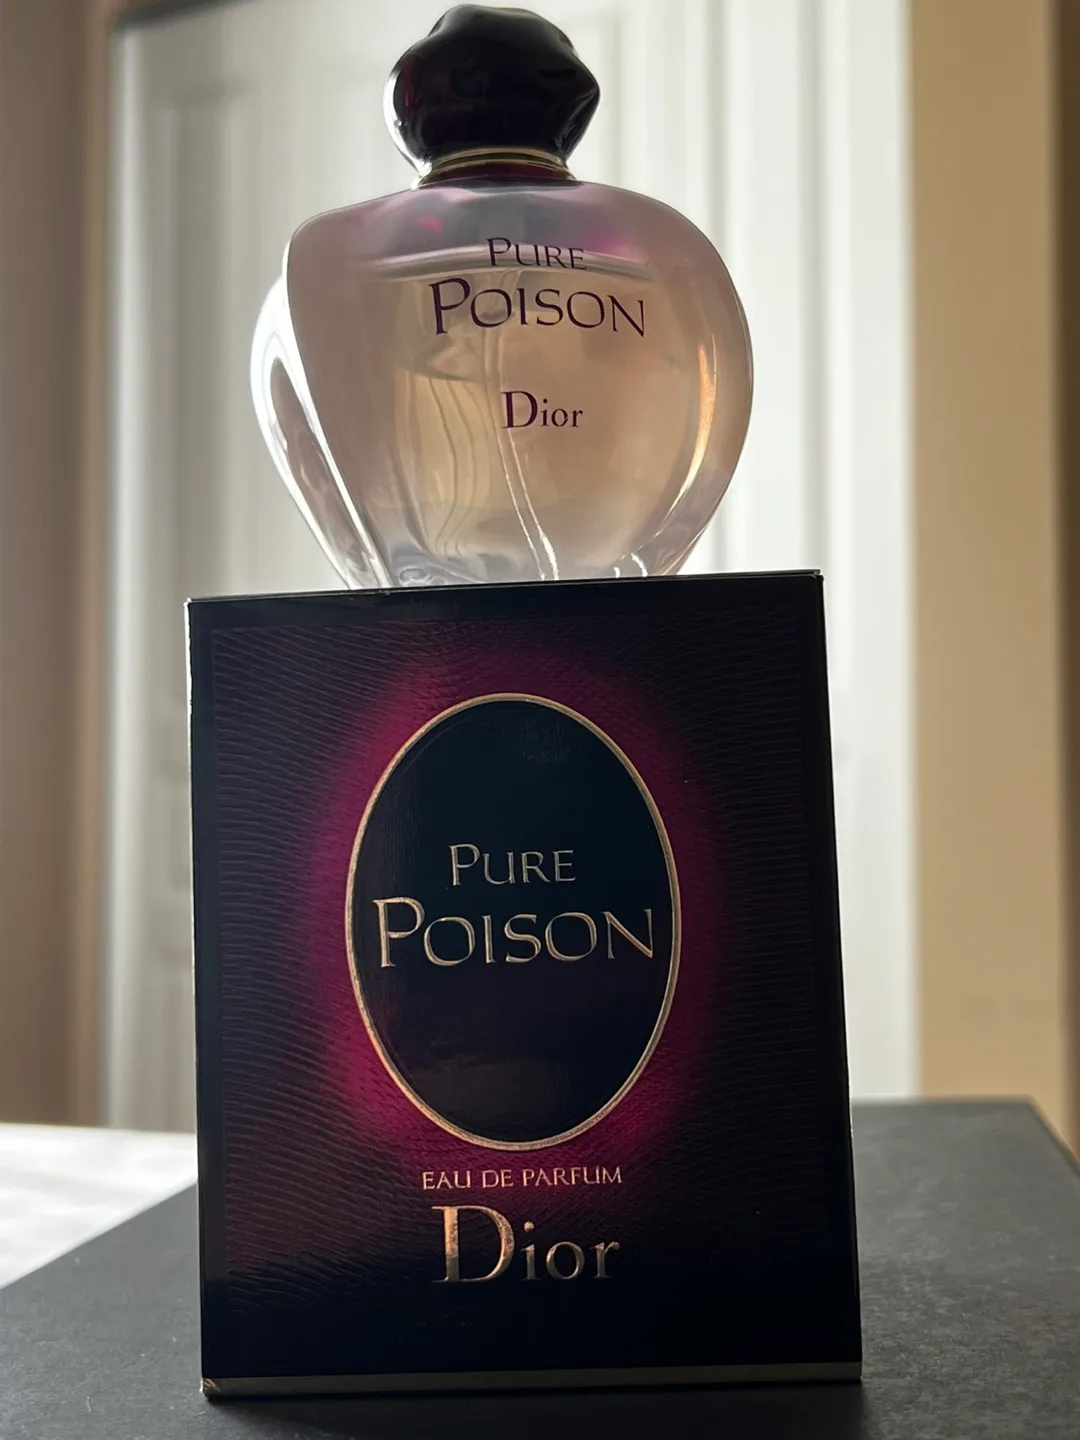 PURE
POISON
Dior
PURE
POISON
EAU DE PARFUM
Dior